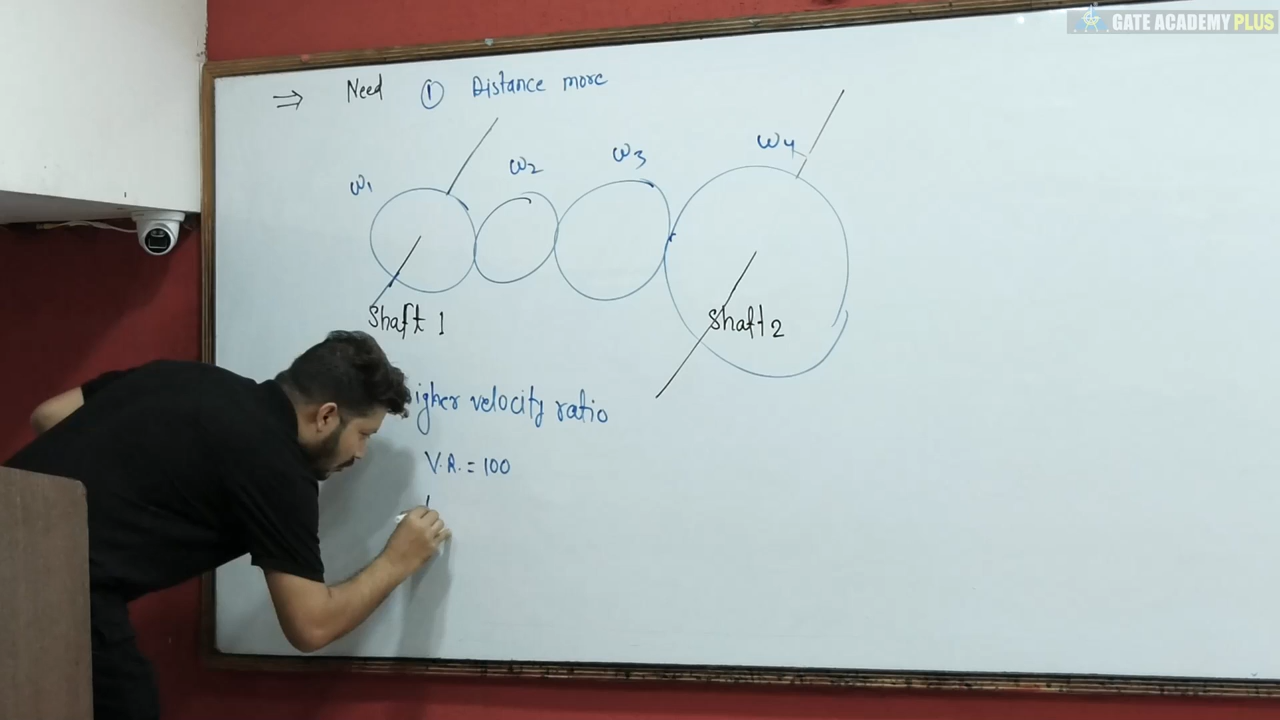 GATE ACADEMY PLUS
⇒ Need ① Distance more
ω1 ω2 ω3 ω4
Shaft 1
Shaft 2
igher velocity ratio
V.R. = 100